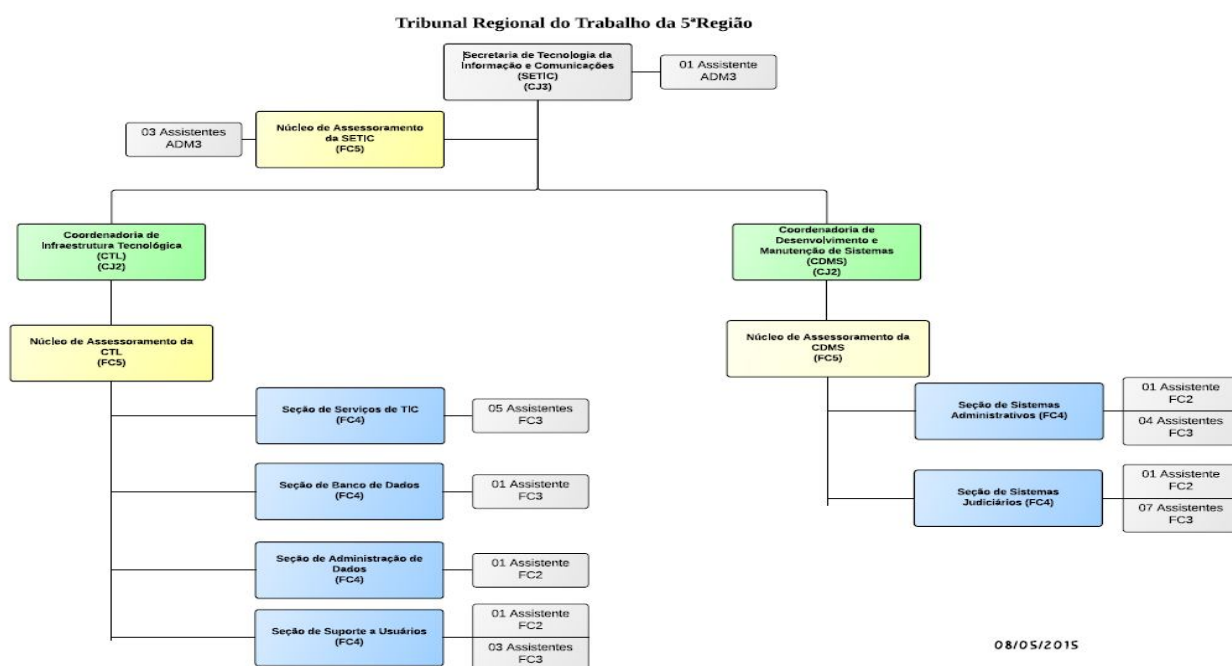 Tribunal Regional do Trabalho da 5ªRegião
Secretaria de Tecnologia da
Informação e Comunicações
(SETIC)
(CJ3)
01 Assistente
ADM3
Núcleo de Assessoramento
da SETIC
(FC5)
03 Assistentes
ADM3
Coordenadoria de
Infraestrutura Tecnológica
(CTL)
(CJ2)
Núcleo de Assessoramento da
CTL
(FC5)
Seção de Serviços de TIC
(FC4)
05 Assistentes
FC3
Seção de Banco de Dados
(FC4)
01 Assistente
FC3
Seção de Administração de
Dados
(FC4)
01 Assistente
FC2
Seção de Suporte a Usuários
(FC4)
01 Assistente
FC2
03 Assistentes
FC3
Coordenadoria de
Desenvolvimento e
Manutenção de Sistemas
(CDMS)
(CJ2)
Núcleo de Assessoramento da
CDMS
(FC5)
Seção de Sistemas
Administrativos (FC4)
01 Assistente
FC2
04 Assistentes
FC3
Seção de Sistemas
Judiciários (FC4)
01 Assistente
FC2
07 Assistentes
FC3
08/05/2015